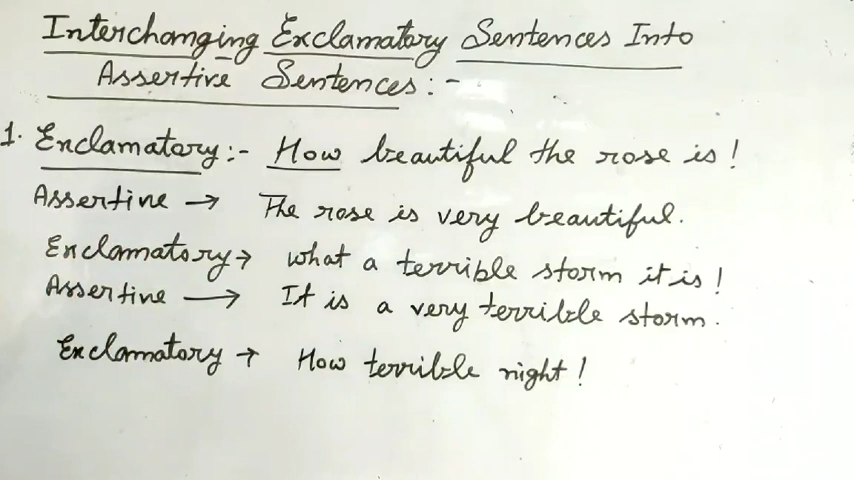 Interchanging Exclamatory Sentences Into
Assertive Sentences:-
1. Exclamatory:- How beautiful the rose is!
Assertive → The rose is very beautiful.
Exclamatory → what a terrible storm it is!
Assertive → It is a very terrible storm.
Exclamatory → How terrible night!